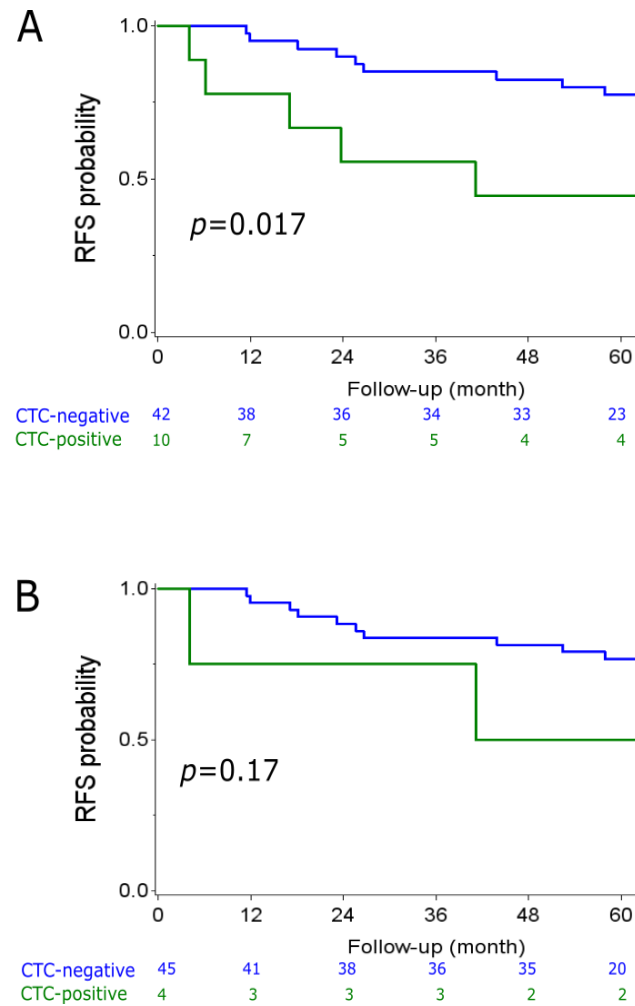 A
1.0
0.5
0.0
RFS probability
p=0.017
0 12 24 36 48 60
Follow-up (month)
CTC-negative 42 38 36 34 33 23
CTC-positive 10 7 5 5 4 4
B
1.0
0.5
0.0
RFS probability
p=0.17
0 12 24 36 48 60
Follow-up (month)
CTC-negative 45 41 38 36 35 20
CTC-positive 4 3 3 3 2 2